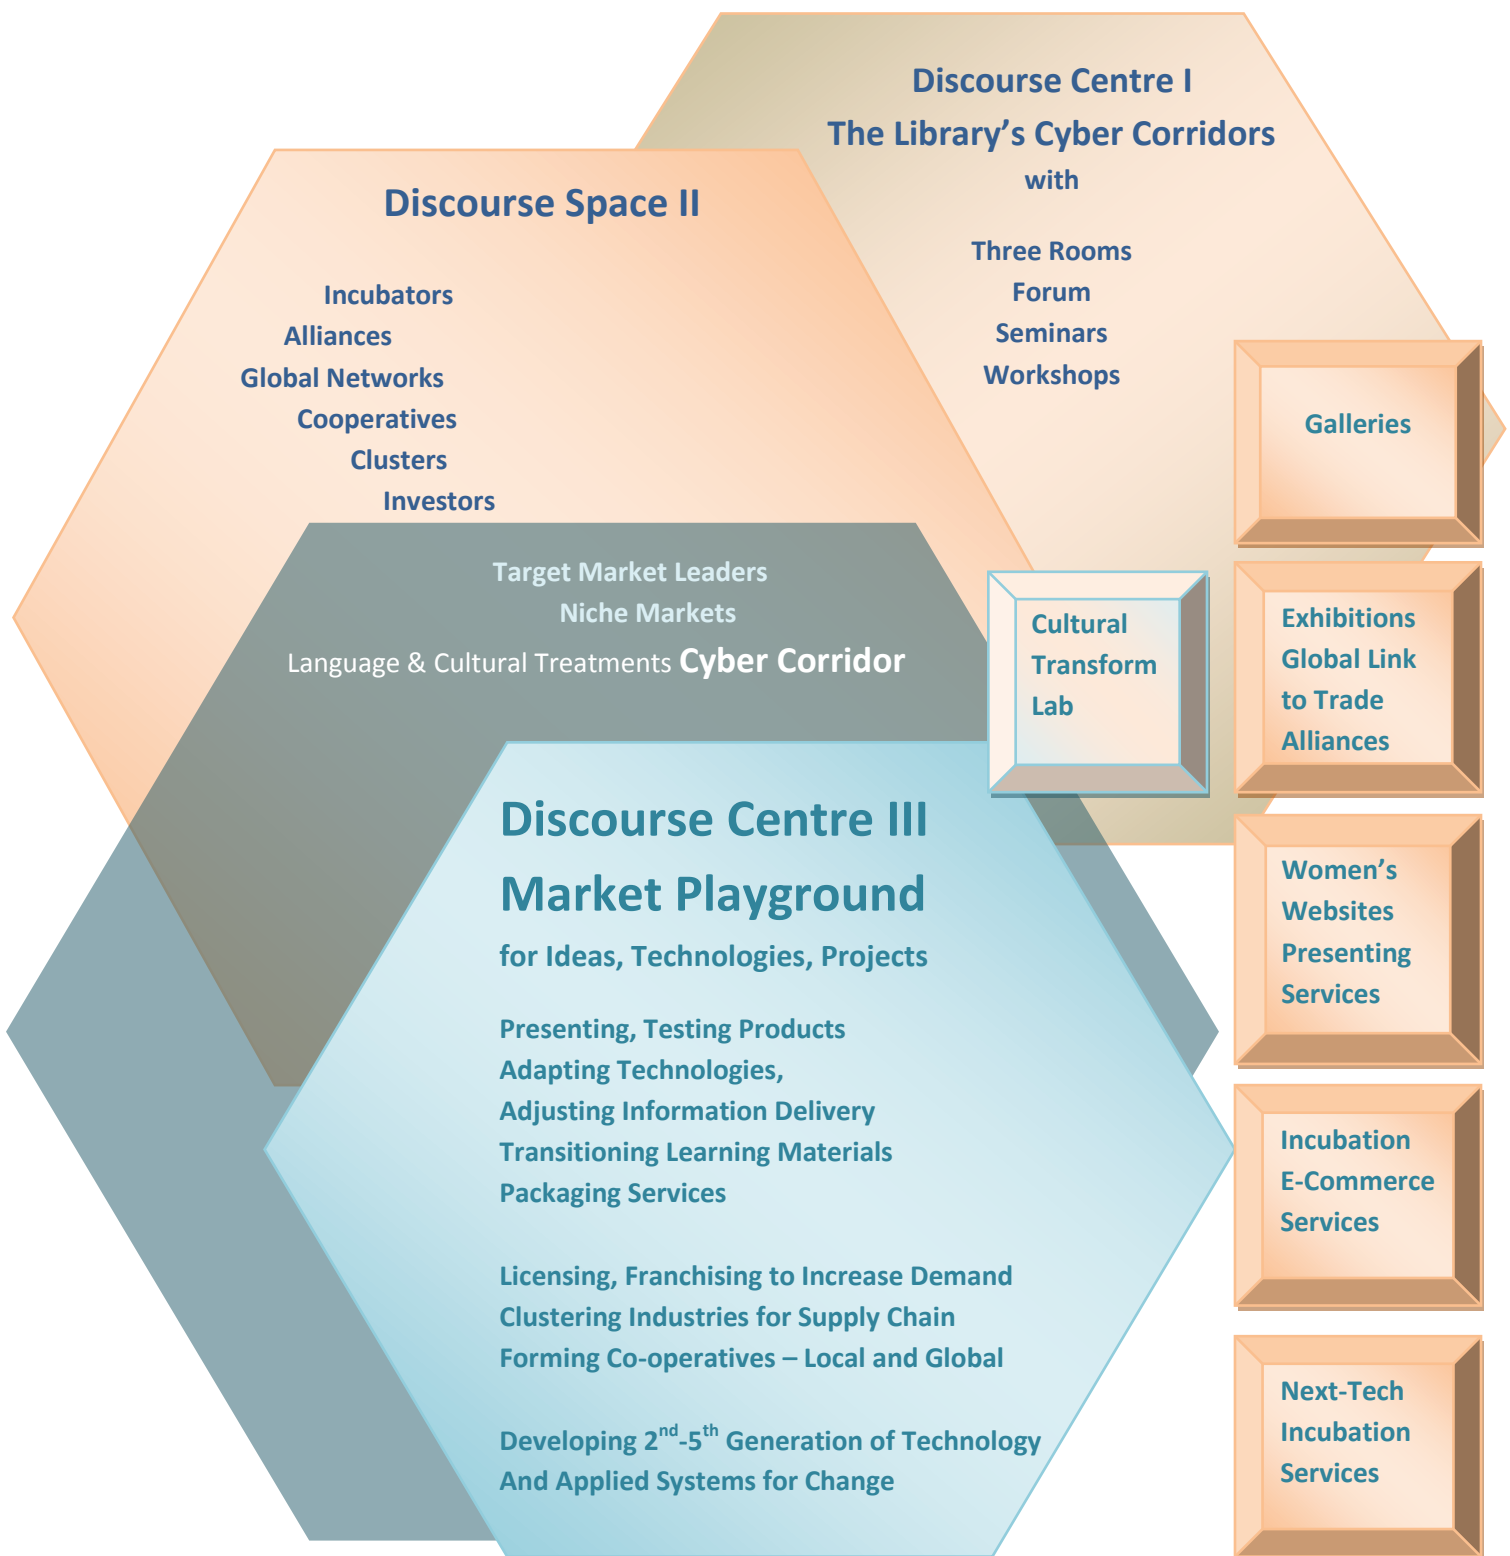 Discourse Centre I
The Library’s Cyber Corridors
with
Three Rooms
Forum
Seminars
Workshops
Discourse Space II
Incubators
Alliances
Global Networks
Cooperatives
Clusters
Investors
Target Market Leaders
Niche Markets
Language & Cultural Treatments Cyber Corridor
Discourse Centre III
Market Playground
for Ideas, Technologies, Projects
Presenting, Testing Products
Adapting Technologies,
Adjusting Information Delivery
Transitioning Learning Materials
Packaging Services
Licensing, Franchising to Increase Demand
Clustering Industries for Supply Chain
Forming Co-operatives – Local and Global
Developing 2nd-5th Generation of Technology
And Applied Systems for Change
Cultural
Transform
Lab
Galleries
Exhibitions
Global Link
to Trade
Alliances
Women’s
Websites
Presenting
Services
Incubation
E-Commerce
Services
Next-Tech
Incubation
Services